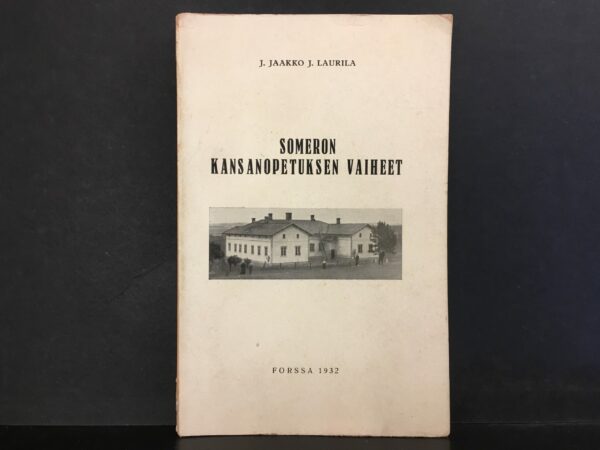 J. JAAKKO J. LAURILA
SOMERON
KANSANOPETUKSEN VAIHEET
FORSSA 1932